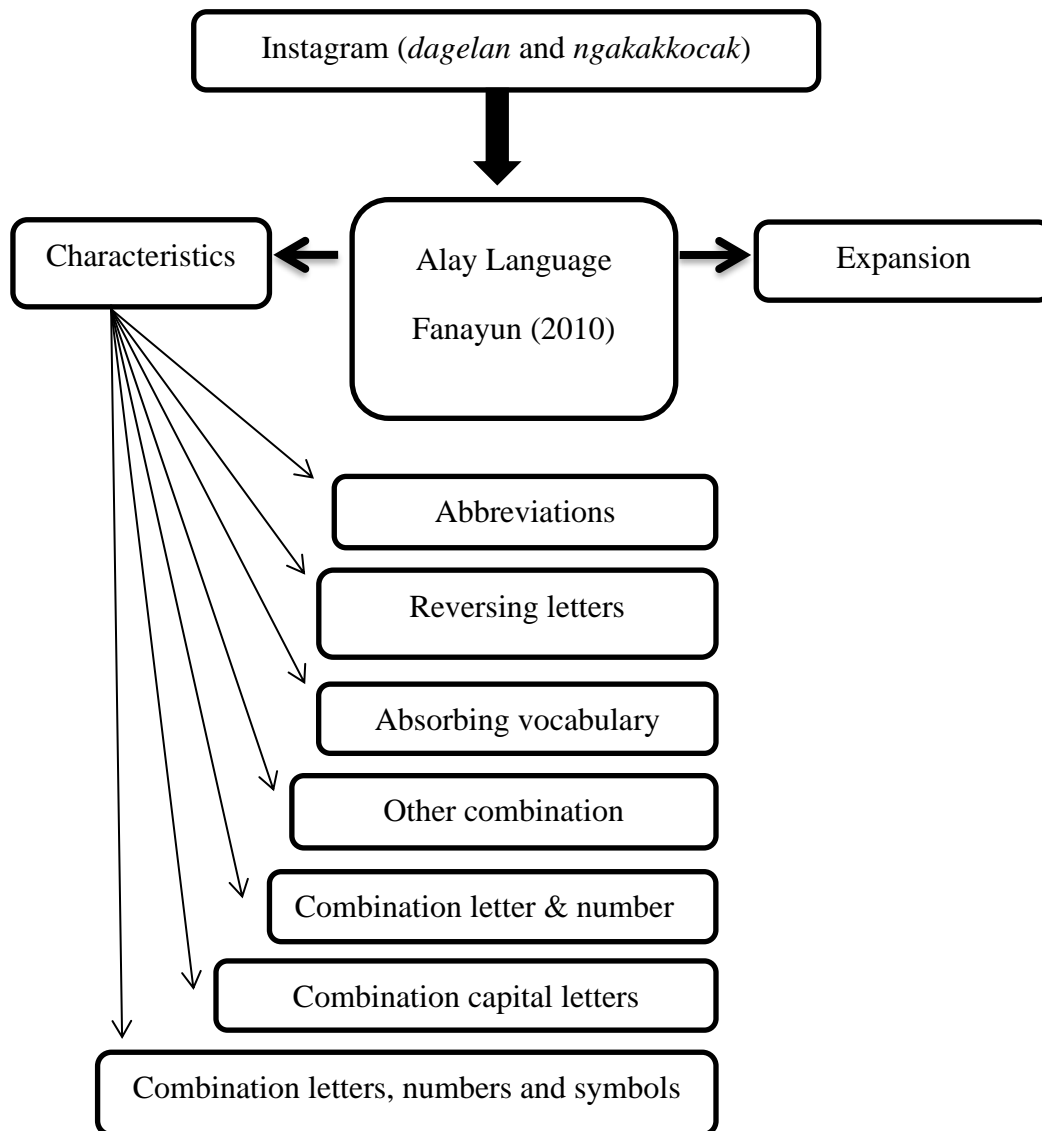 Instagram (dagelan and ngakakkocak)
Characteristics
Alay Language
Fanayun (2010)
Expansion
Abbreviations
Reversing letters
Absorbing vocabulary
Other combination
Combination letter & number
Combination capital letters
Combination letters, numbers and symbols